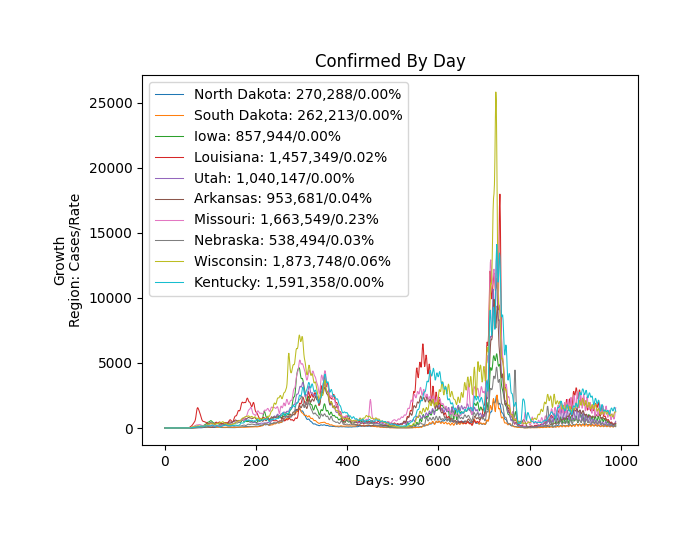 Confirmed By Day
Growth
Region: Cases/Rate
25000
20000
15000
10000
5000
0
North Dakota: 270,288/0.00%
South Dakota: 262,213/0.00%
Iowa: 857,944/0.00%
Louisiana: 1,457,349/0.02%
Utah: 1,040,147/0.00%
Arkansas: 953,681/0.04%
Missouri: 1,663,549/0.23%
Nebraska: 538,494/0.03%
Wisconsin: 1,873,748/0.06%
Kentucky: 1,591,358/0.00%
0 200 400 600 800 1000
Days: 990